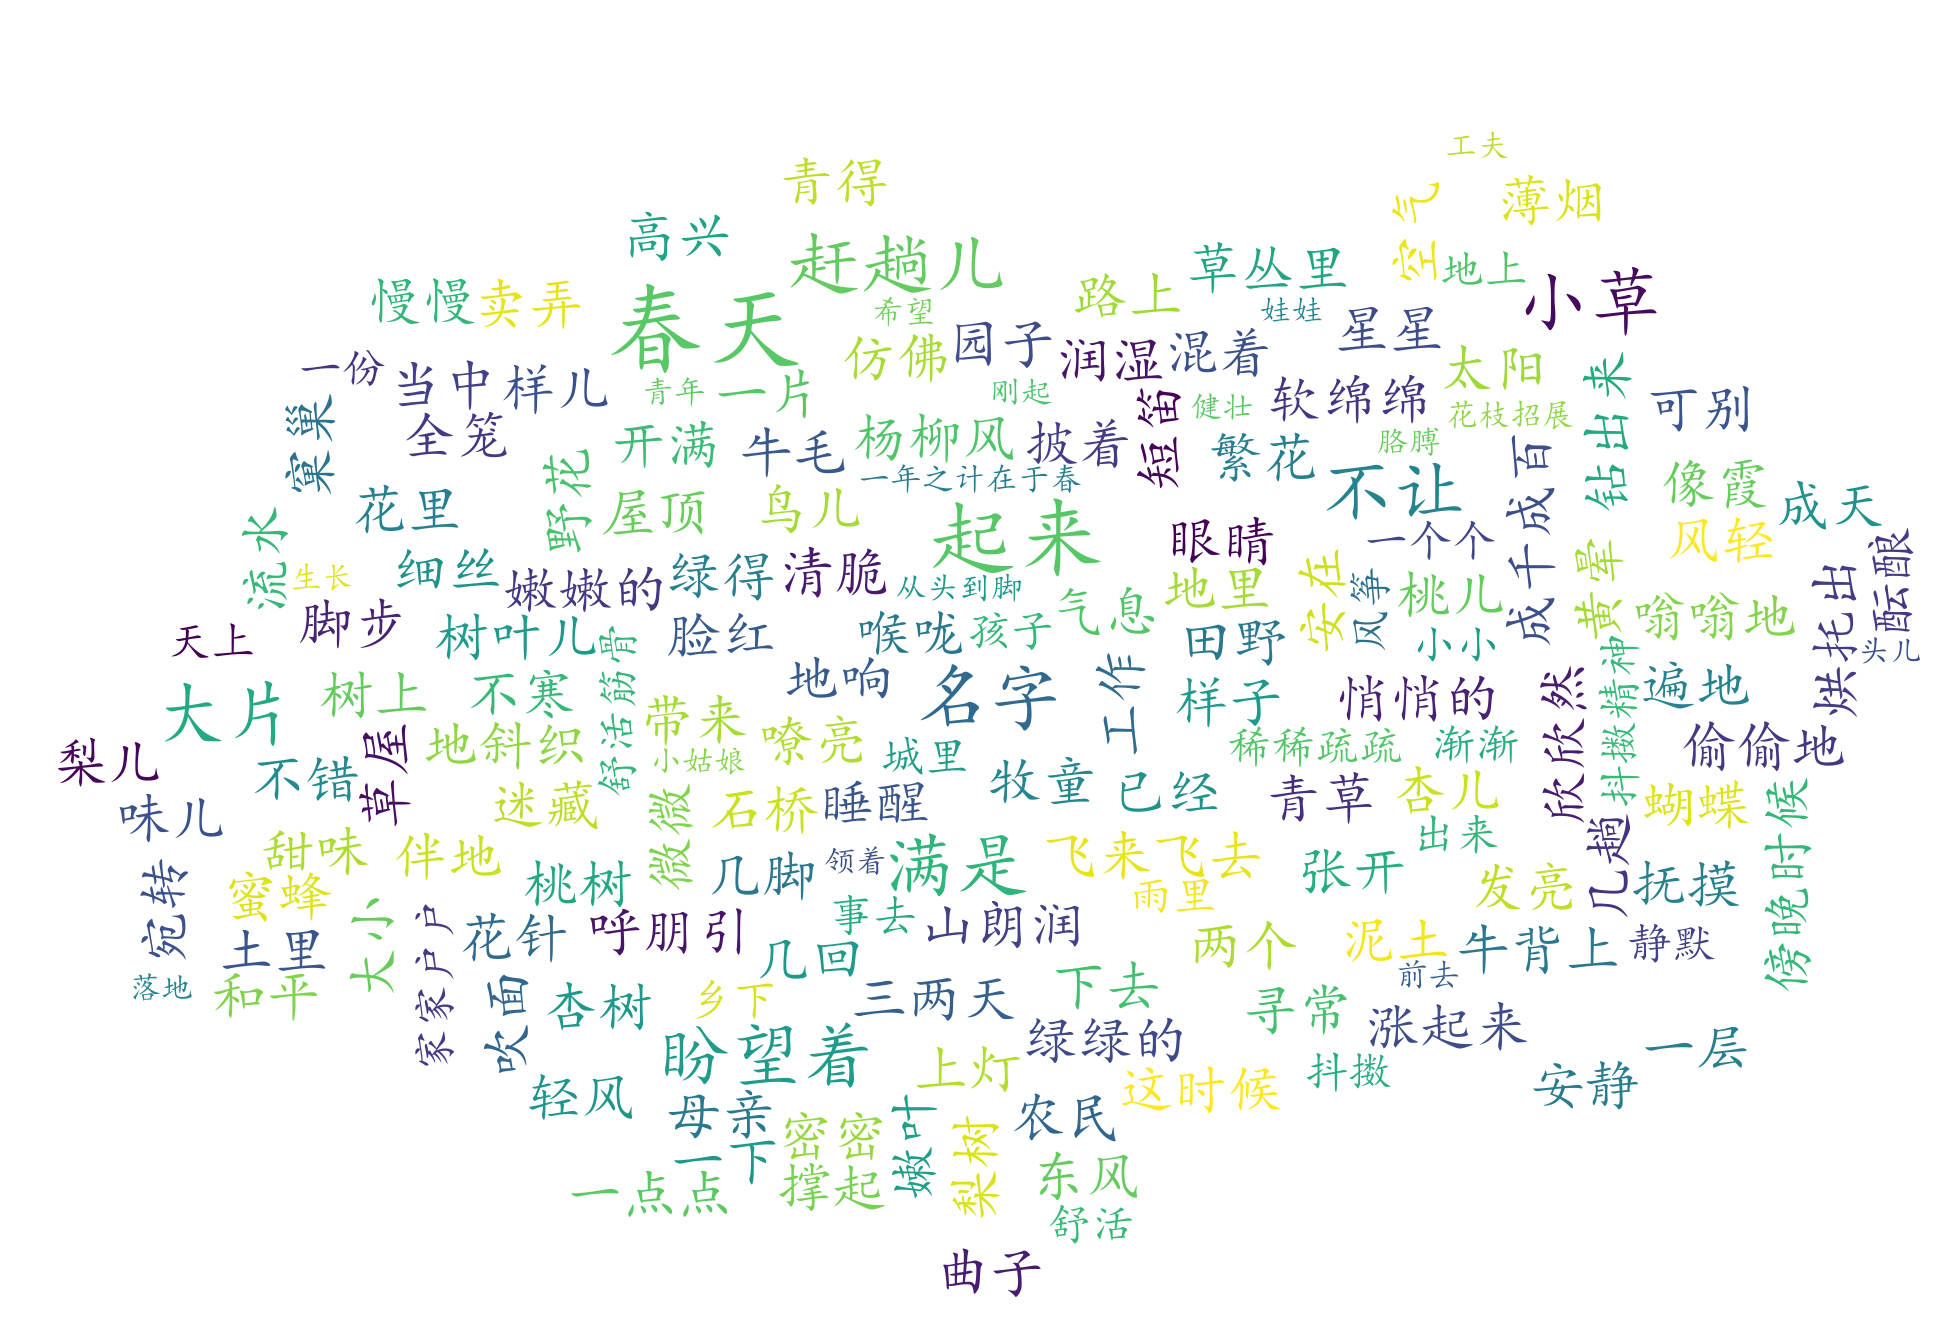 工夫
青得
薄烟
空气
高兴
赶趟儿
草丛里
地上
慢慢
卖弄
春天
希望
路上
娃娃
小草
一份
当中
样儿
仿佛
园子
润湿
混着
星星
太阳
钻出来
青年
一片
刚起
短笛
健壮
软绵绵
花枝招展
可别
窠巢
全笼
开满
牛毛
杨柳风
披着
繁花
胳膊
成千成百
野花
一年之计在于春
不让
像霞
成天
花里
屋顶
鸟儿
起来
眼睛
一个个
风轻
流水
生长
细丝
嫩嫩的
绿得
清脆
从头到脚
地里
安在
风筝
桃儿
黄晕
嗡嗡地
酝酿
天上
脚步
树叶儿
舒活筋骨
脸红
喉咙
孩子
气息
田野
小小
抖擞精神
烘托出
头儿
大片
树上
不寒
地响
名字
工作
样子
悄悄的
欣欣然
遍地
梨儿
草屋
地斜织
带来
嘹亮
小姑娘
城里
稀稀疏疏
渐渐
偷偷地
不错
味儿
迷藏
微微
石桥
睡醒
牧童
已经
青草
杏儿
蝴蝶
傍晚时候
甜味
伴地
出来
几趟
蜜蜂
宛转
桃树
几脚
领着
满是
飞来飞去
雨里
张开
发亮
抚摸
大小
家家户户
土里
花针
呼朋引
事去
山朗润
几回
两个
泥土
牛背上
静默
前去
落地
和平
吹面
杏树
乡下
三两天
下去
寻常
涨起来
盼望着
绿绿的
一层
上灯
这时候
抖擞
安静
轻风
母亲
密密
嫩叶
梨树
农民
一下
撑起
东风
一点点
舒活
曲子